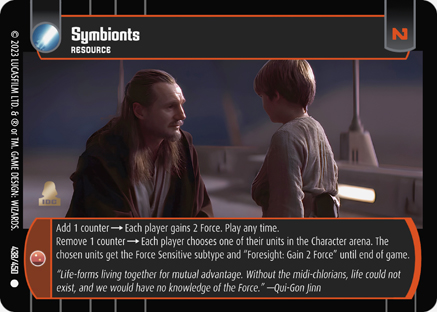 Symbionts
RESOURCE
N
© 2023 LUCASFILM LTD. & ® or TM. GAME DESIGN: WIZARDS.
Add 1 counter → Each player gains 2 Force. Play any time.
Remove 1 counter → Each player chooses one of their units in the Character arena. The
chosen units get the Force Sensitive subtype and “Foresight: Gain 2 Force” until end of game.
“Life-forms living together for mutual advantage. Without the midi-chlorians, life could not
exist, and we would have no knowledge of the Force.” —Qui-Gon Jinn